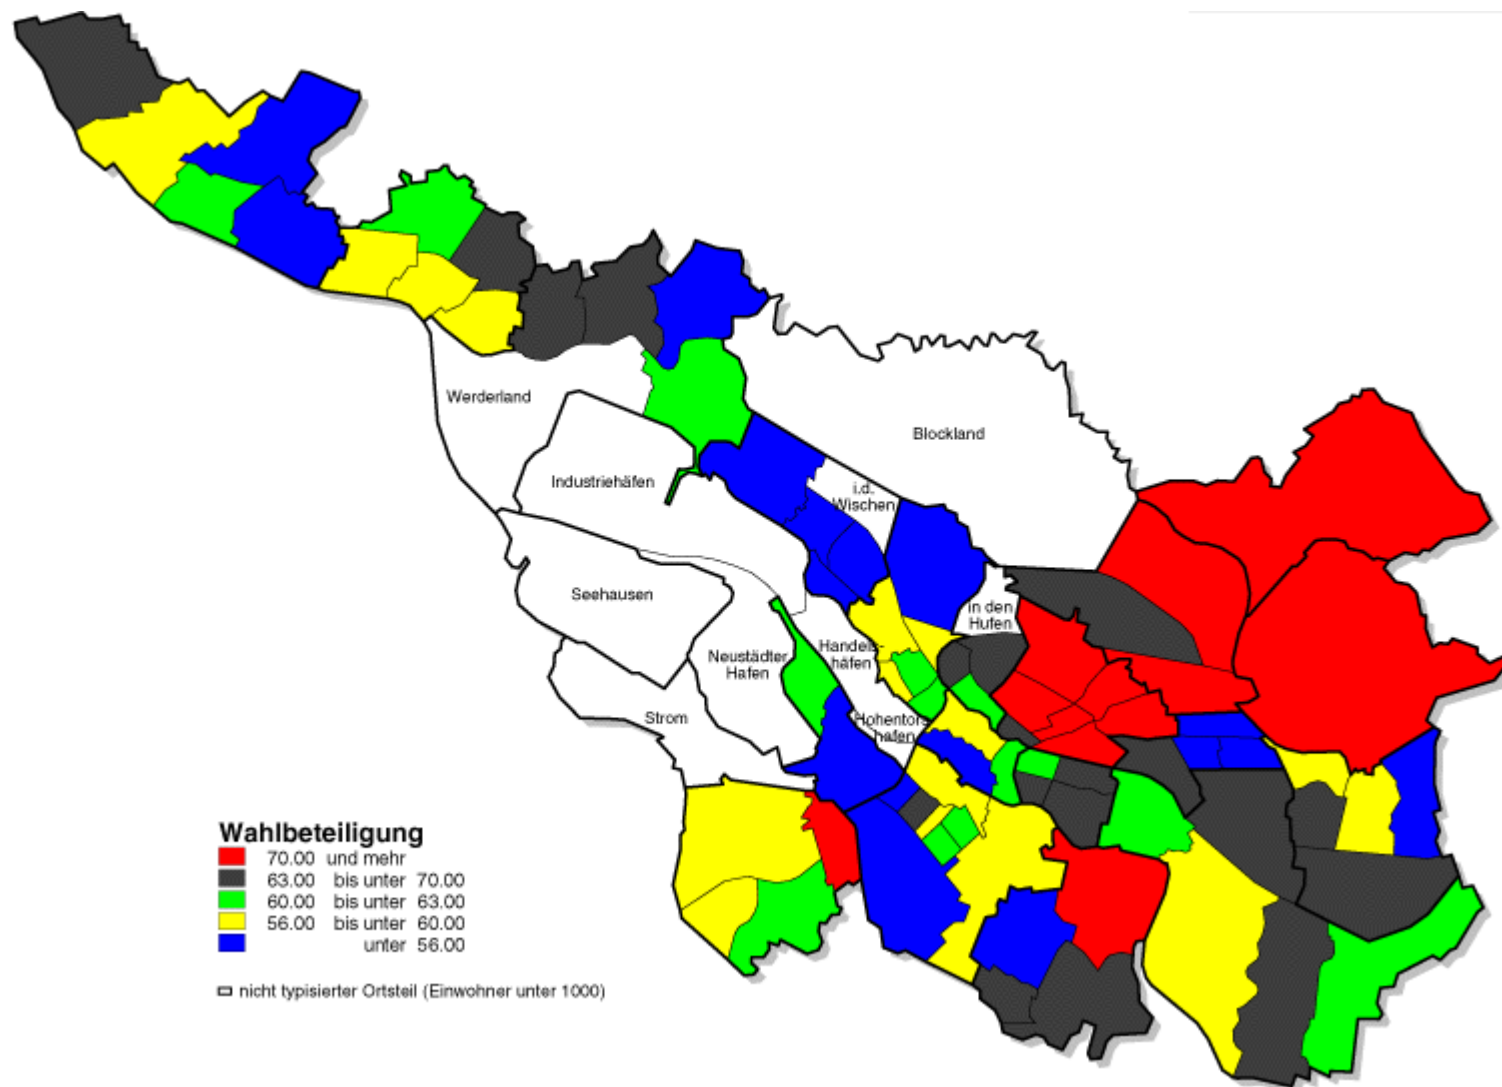 Werderland
Blockland
Industriehäfen
i.d.
Wischen
Seehausen
in den
Hufen
Neustädter
Hafen
Handels-
häfen
Strom
Hohentors-
hafen
Wahlbeteiligung
70.00 und mehr
63.00 bis unter 70.00
60.00 bis unter 63.00
56.00 bis unter 60.00
unter 56.00
nicht typisierter Ortsteil (Einwohner unter 1000)